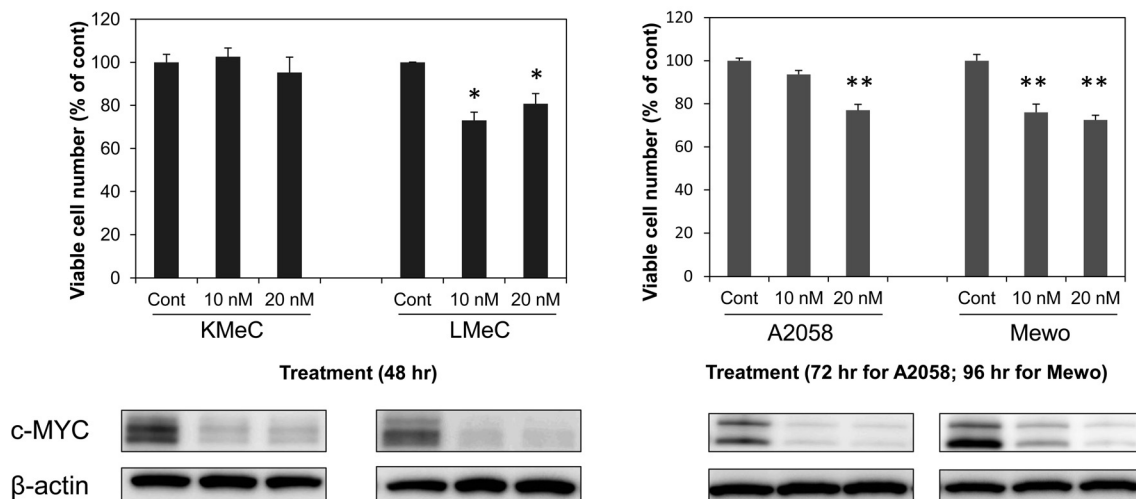 Viable cell number (% of cont)
120
100
80
60
40
20
0
*
*
Cont 10 nM 20 nM Cont 10 nM 20 nM
KMeC LMeC
Treatment (48 hr)
Viable cell number (% of cont)
120
100
80
60
40
20
0
**
**
**
Cont 10 nM 20 nM Cont 10 nM 20 nM
A2058 Mewo
Treatment (72 hr for A2058; 96 hr for Mewo)
c-MYC
β-actin